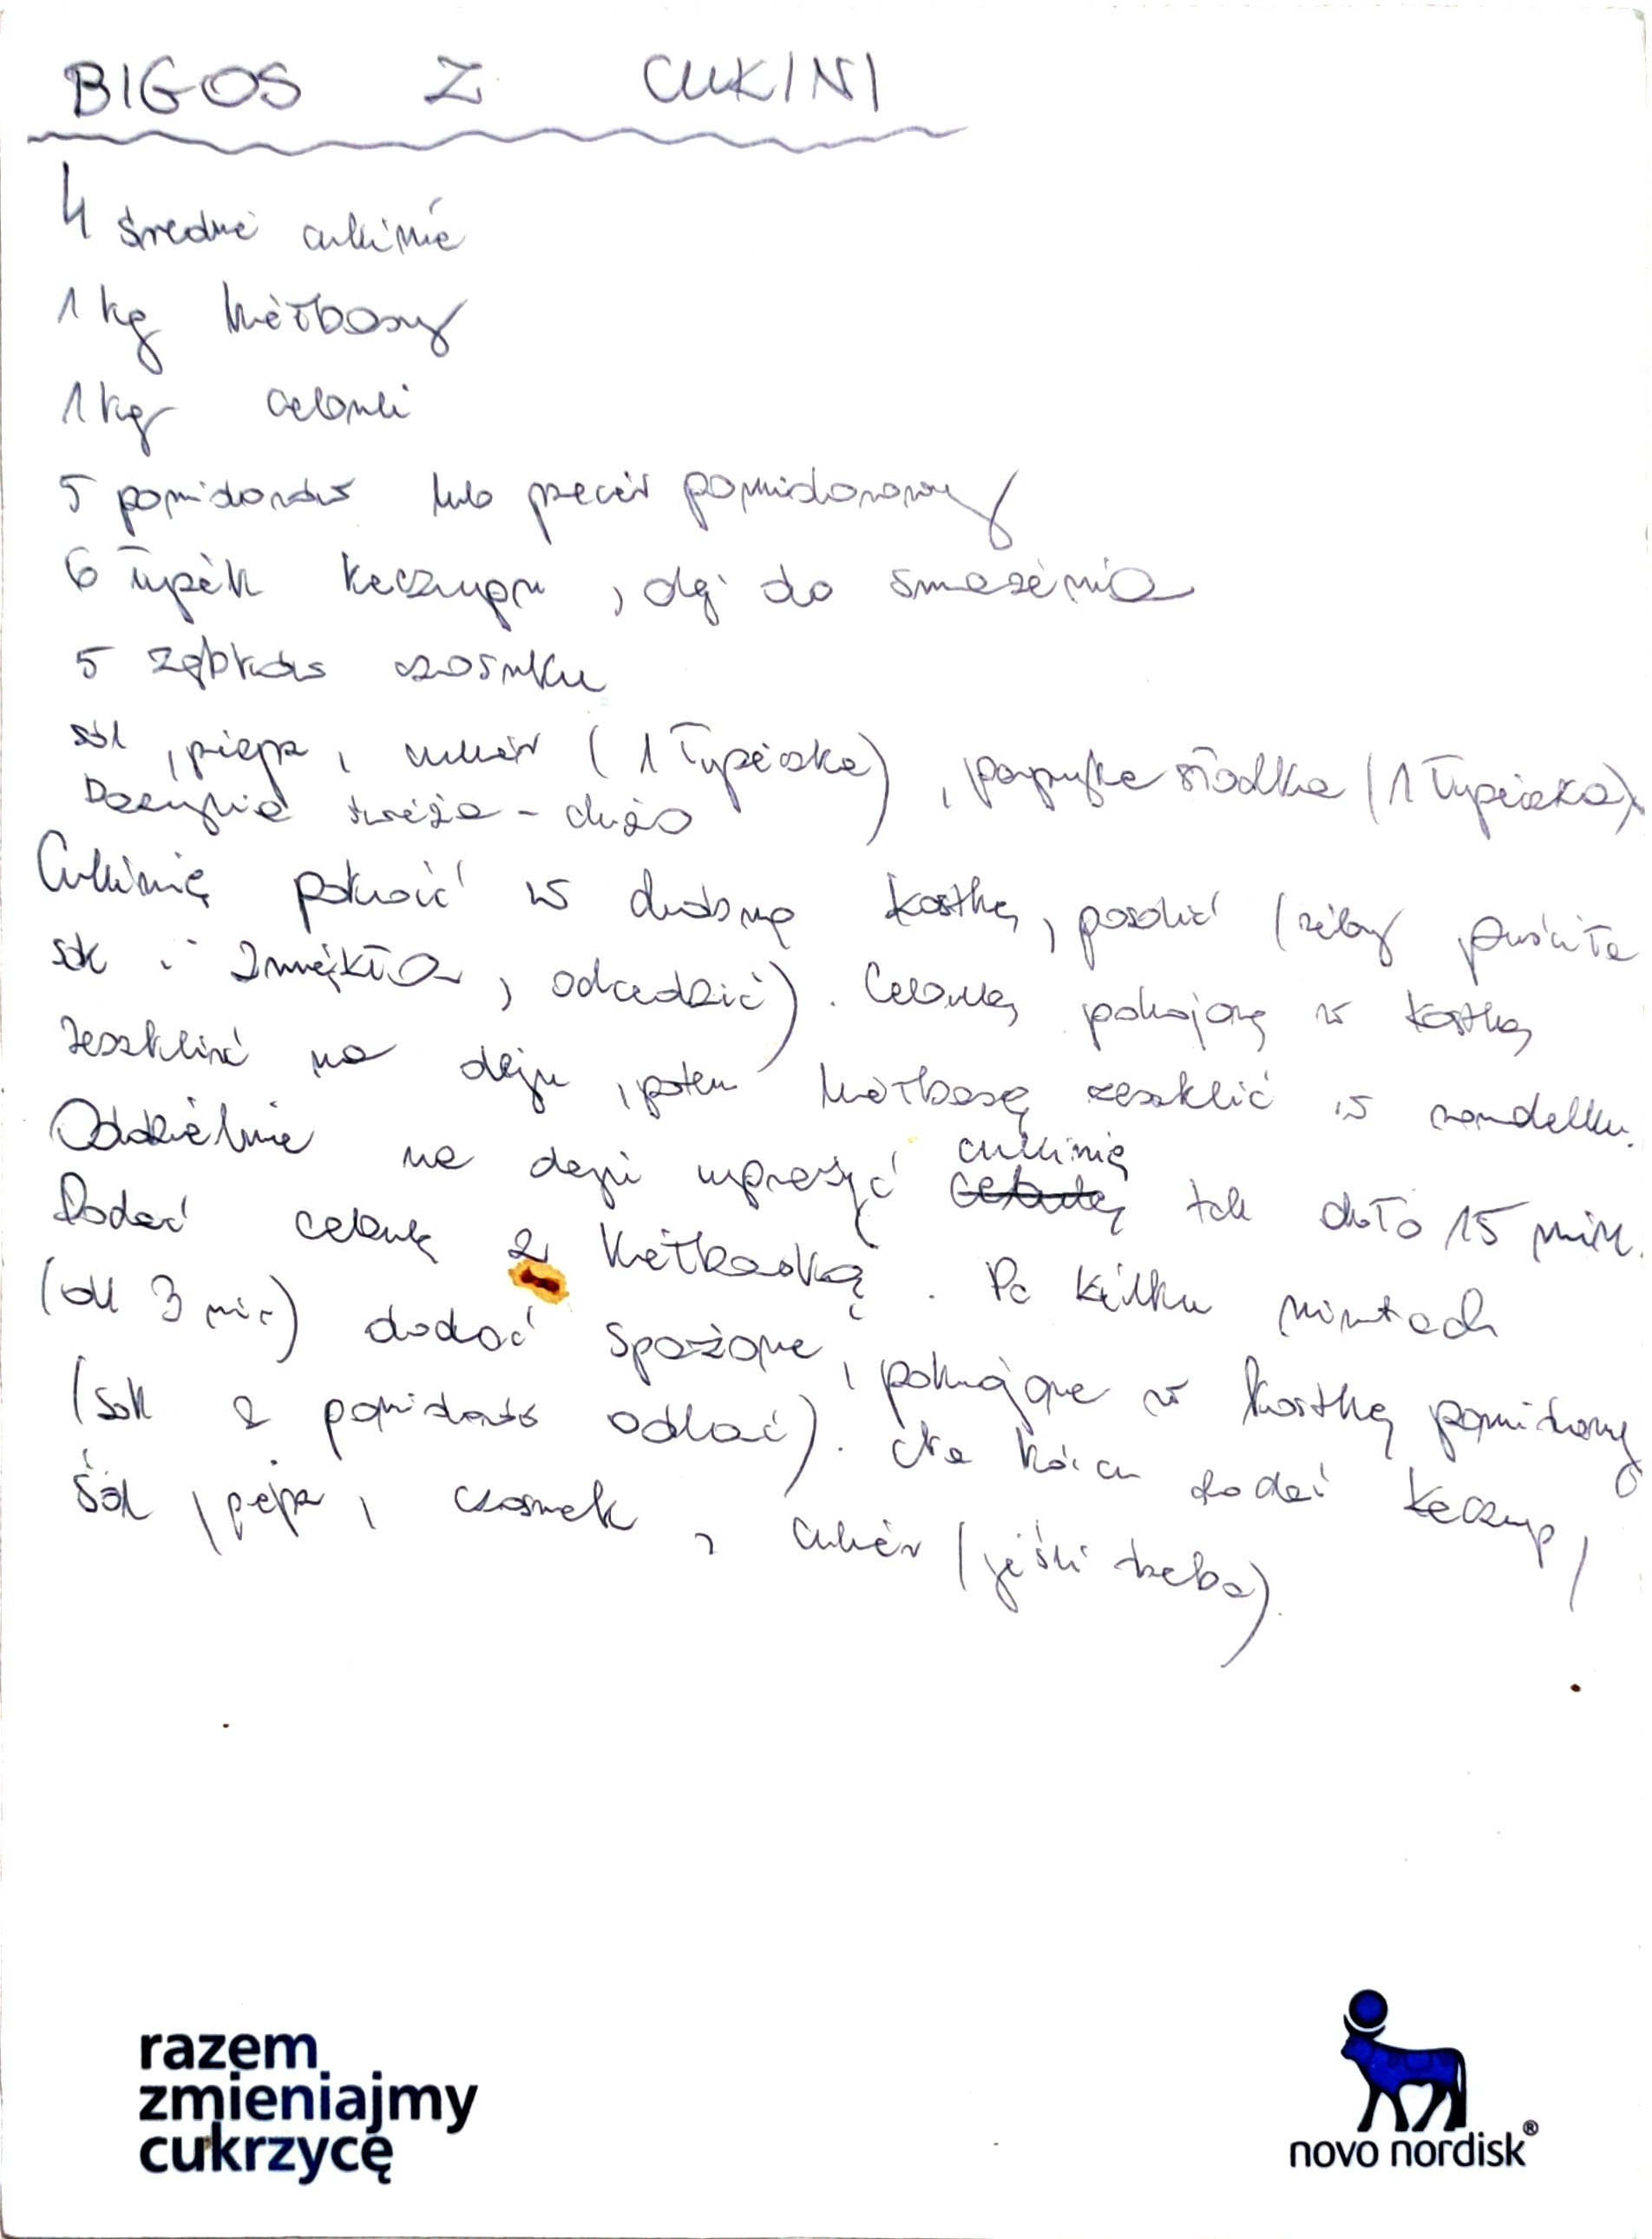 BIGOS Z CUKINI
4 średnie cukinie
1 kg kiełbasy
1 kg cebuli
5 pomidorów lub przecier pomidorowy
6 łyżek keczupu, olej do smażenia
5 ząbków czosnku
sól, pieprz, cukier (1 łyżeczka), papryka słodka (1 łyżeczka)
Bazylia świeża - dużo
Cukinię pokroić w drobną kostkę, posolić (żeby puściła
sok i zmiękła, odcedzić). Cebulę pokrojoną w kostkę
zeszklić na oleju, potem kiełbasę zeszklić w rondelku.
Oddzielnie na oleju uprażyć cukinię tak około 15 min.
Dodać cebulę z kiełbaską. Po kilku minutach
(ok 3 min) dodać sparzone, pokrojone w kostkę pomidory
(sok z pomidorów odlać). Na końcu dodać keczup,
sól, pieprz, czosnek, cukier (jeśli trzeba).
razem
zmieniajmy
cukrzycę
novo nordisk®